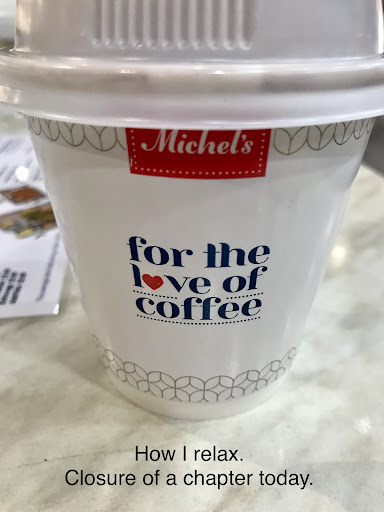 Michel's
for the
love of
coffee
How I relax.
Closure of a chapter today.